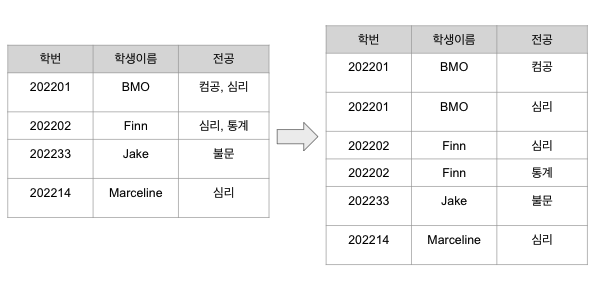 학번 학생이름 전공
202201 BMO 컴공, 심리
202202 Finn 심리, 통계
202233 Jake 불문
202214 Marceline 심리
학번 학생이름 전공
202201 BMO 컴공
202201 BMO 심리
202202 Finn 심리
202202 Finn 통계
202233 Jake 불문
202214 Marceline 심리